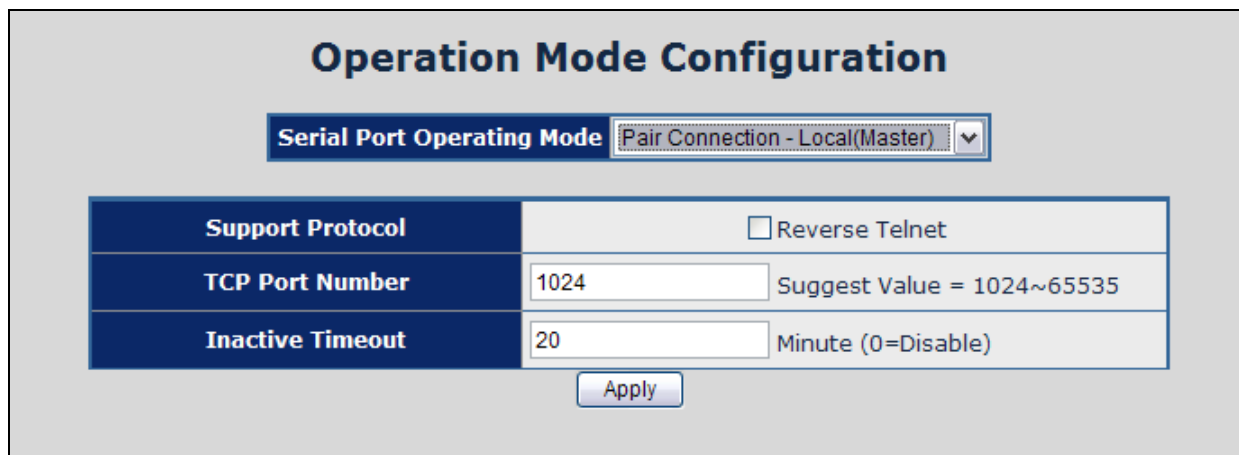 Operation Mode Configuration
Serial Port Operating Mode Pair Connection - Local(Master)
Support Protocol Reverse Telnet
TCP Port Number 1024 Suggest Value = 1024~65535
Inactive Timeout 20 Minute (0=Disable)
Apply